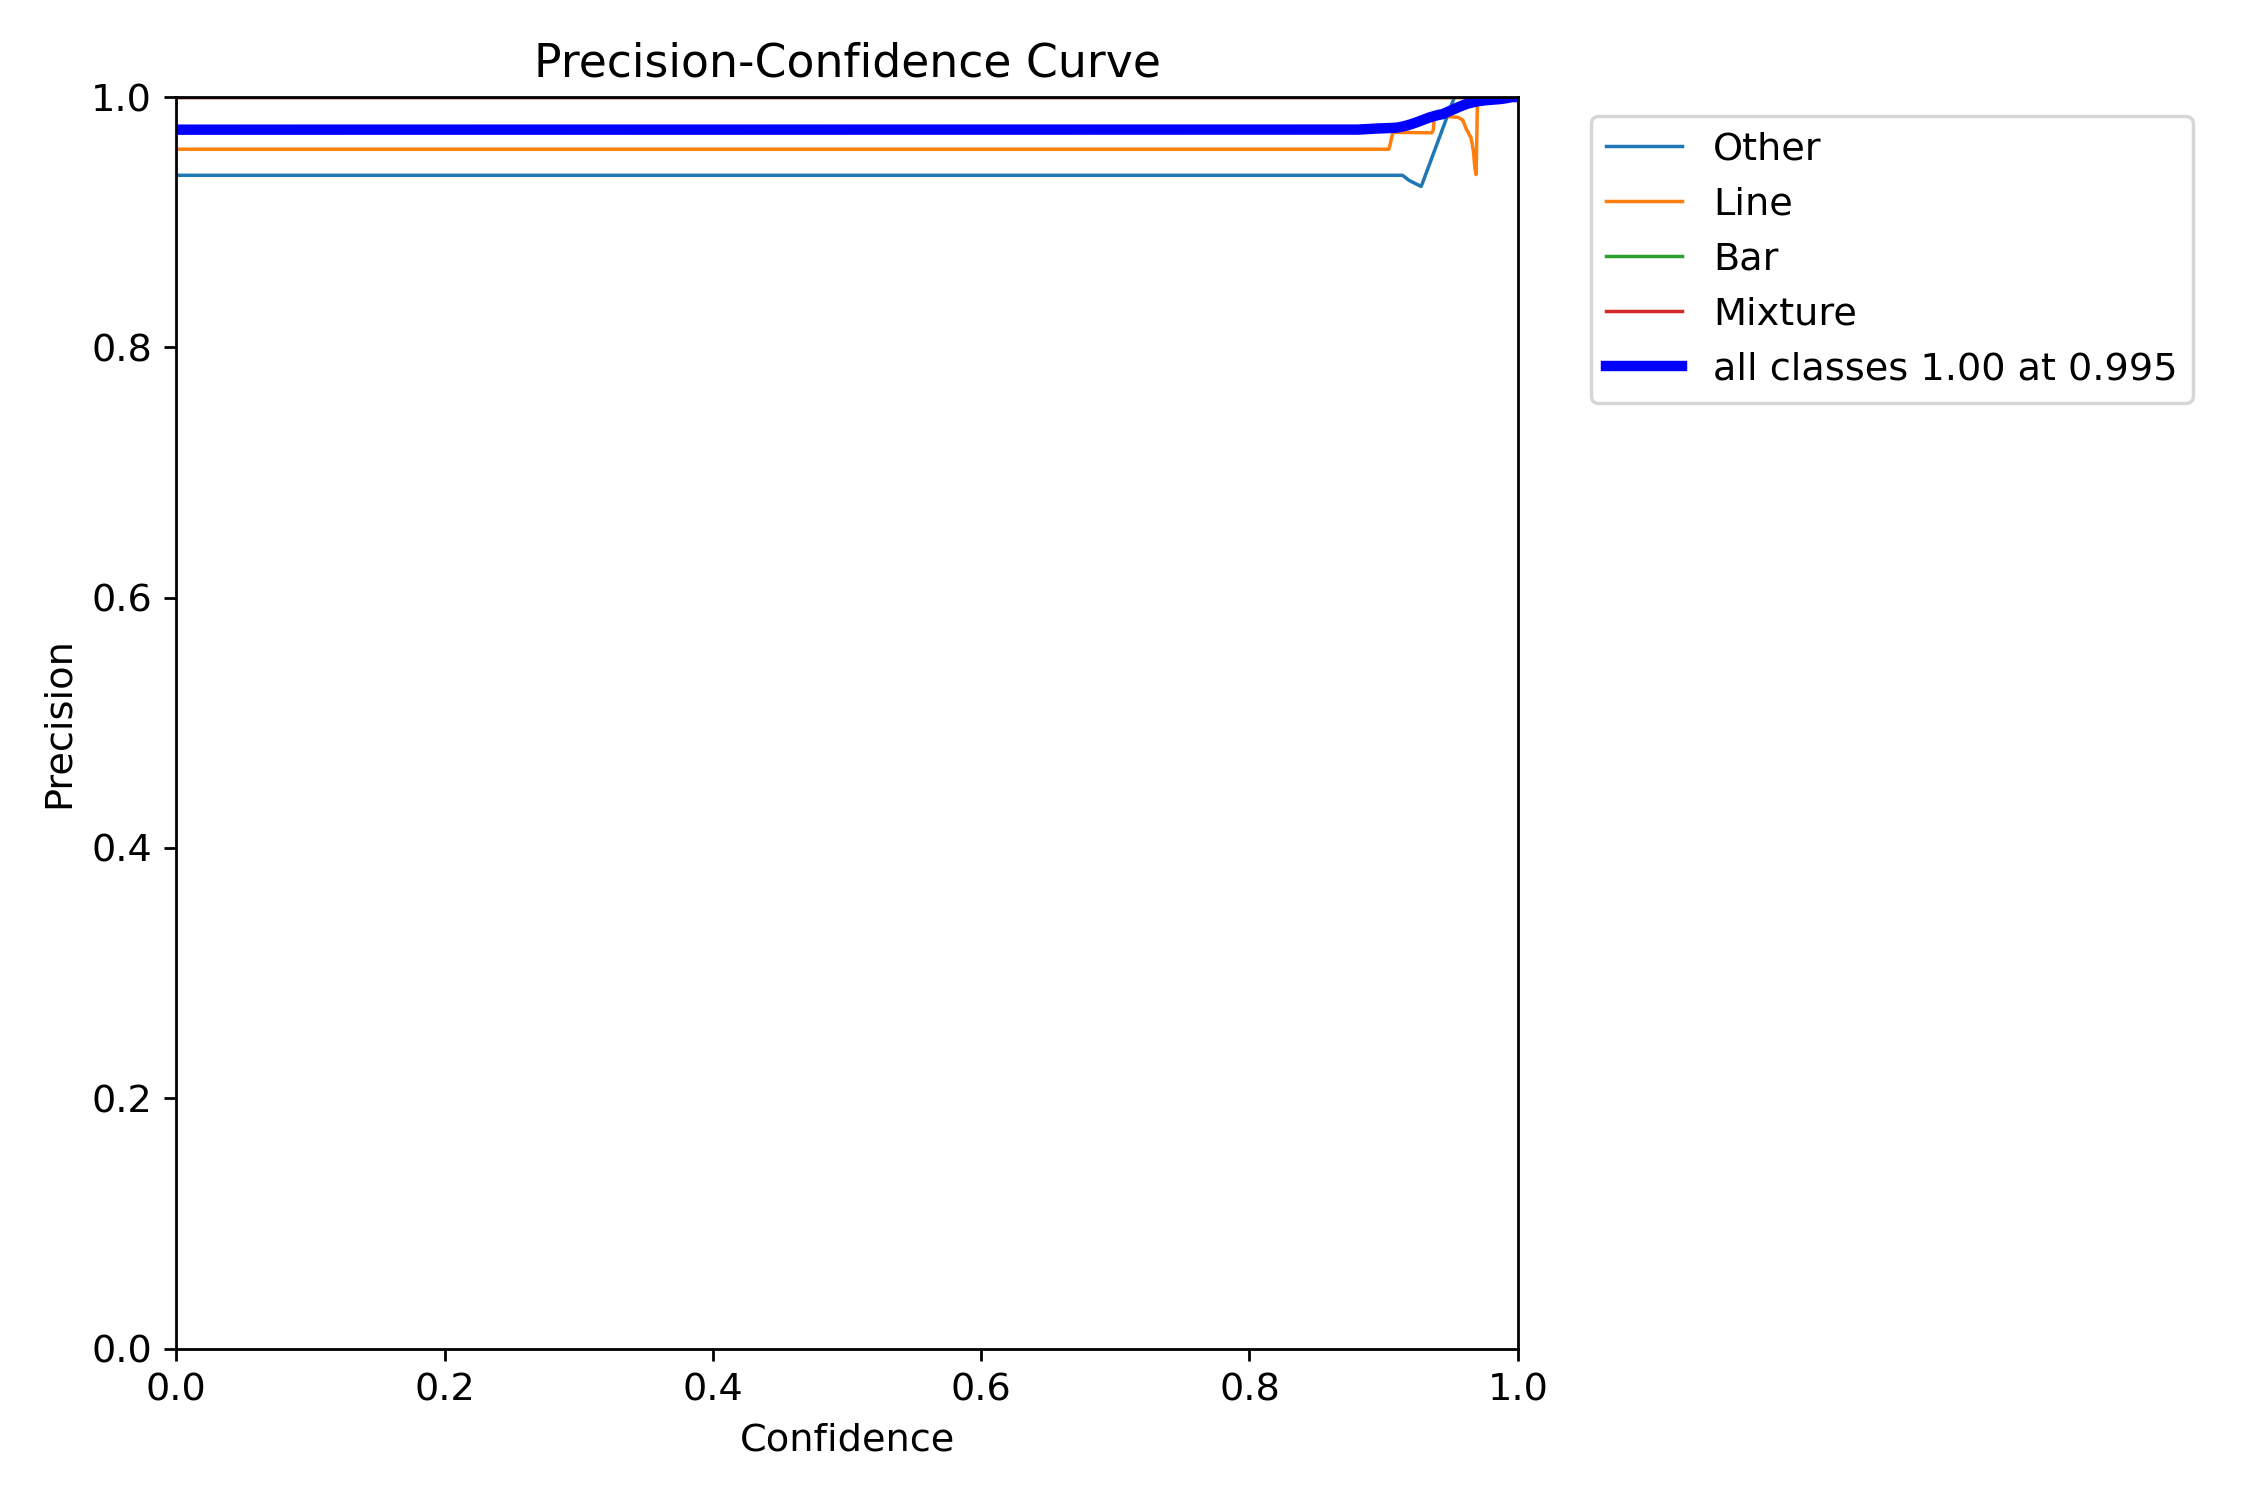 Precision-Confidence Curve
1.0
0.8
0.6
0.4
0.2
0.0
Precision
0.0 0.2 0.4 0.6 0.8 1.0
Confidence
Other
Line
Bar
Mixture
all classes 1.00 at 0.995